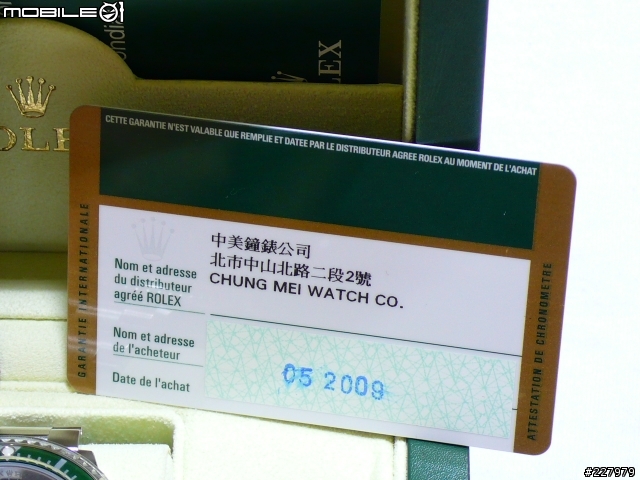 MOBILE01
ondi
ROLEX
ROLEX
CETTE GARANTIE N'EST VALABLE QUE REMPLIE ET DATEE PAR LE DISTRIBUTEUR AGREE ROLEX AU MOMENT DE L'ACHAT
GARANTIE INTERNATIONALE
中美鐘錶公司
北市中山北路二段2號
CHUNG MEI WATCH CO.
Nom et adresse
du distributeur
agréé ROLEX
Nom et adresse
de l'acheteur
Date de l'achat
05 2009
ATTESTATION DE CHRONOMETRE
#227979